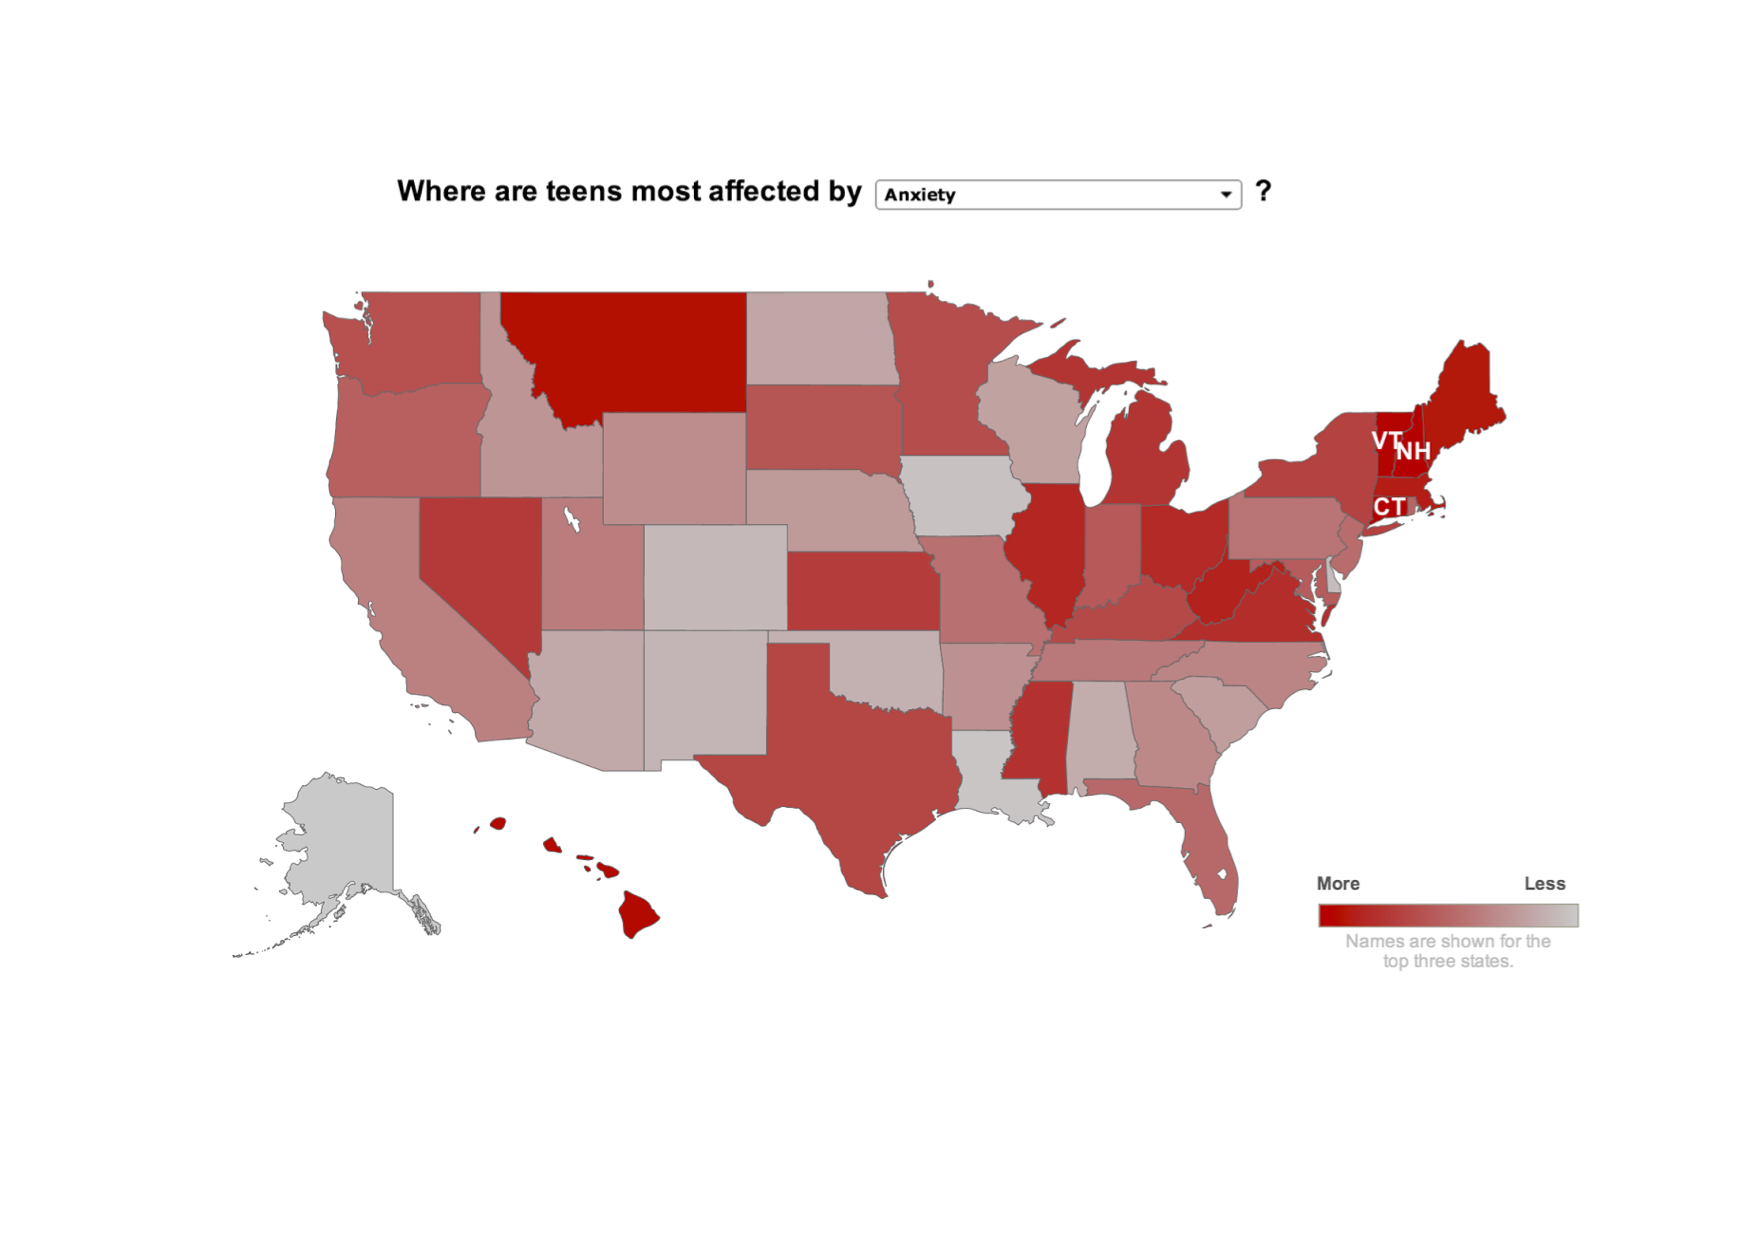 Where are teens most affected by Anxiety ?
VT
NH
CT
More Less
Names are shown for the
top three states.